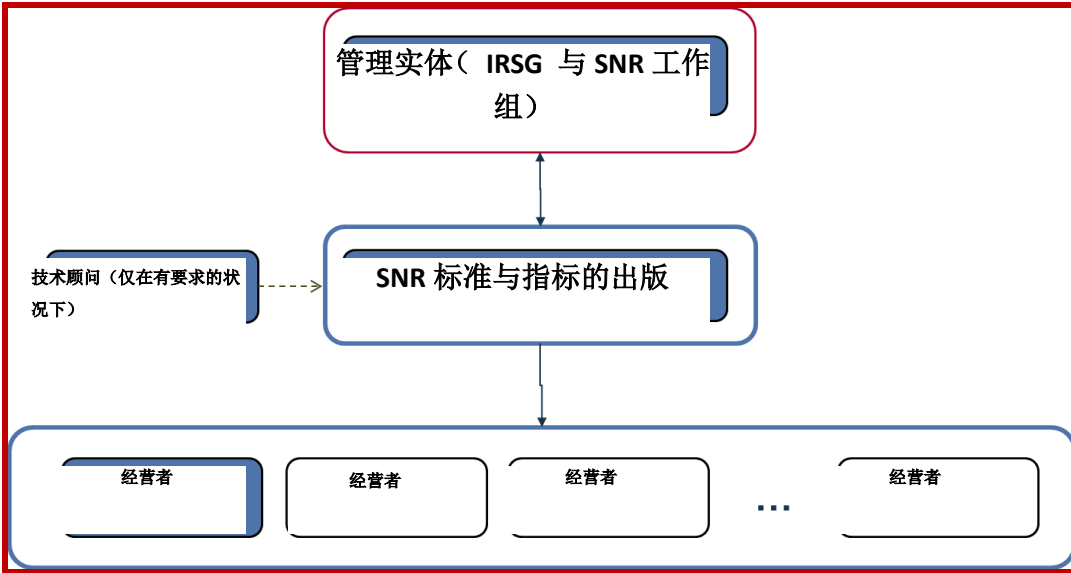 管理实体（ IRSG 与 SNR 工作
组）
SNR 标准与指标的出版
技术顾问（仅在有要求的状
况下）
经营者
经营者
经营者
...
经营者